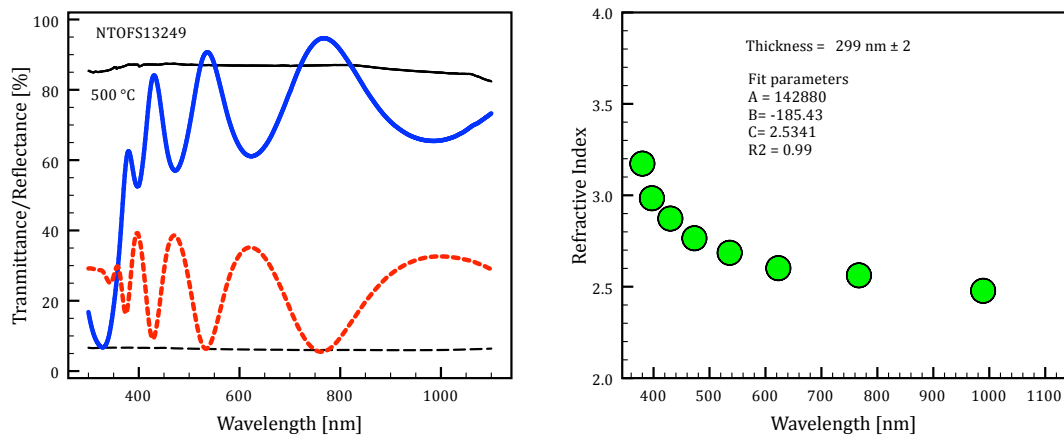 NTOFS13249
500 °C
100
80
60
40
20
0
Tranmittance/Reflectance [%]
400 600 800 1000
Wavelength [nm]
Thickness = 299 nm ± 2
Fit parameters
A = 142880
B= -185.43
C= 2.5341
R2 = 0.99
4.0
3.5
3.0
2.5
2.0
Refractive Index
400 500 600 700 800 900 1000 1100
Wavelength [nm]